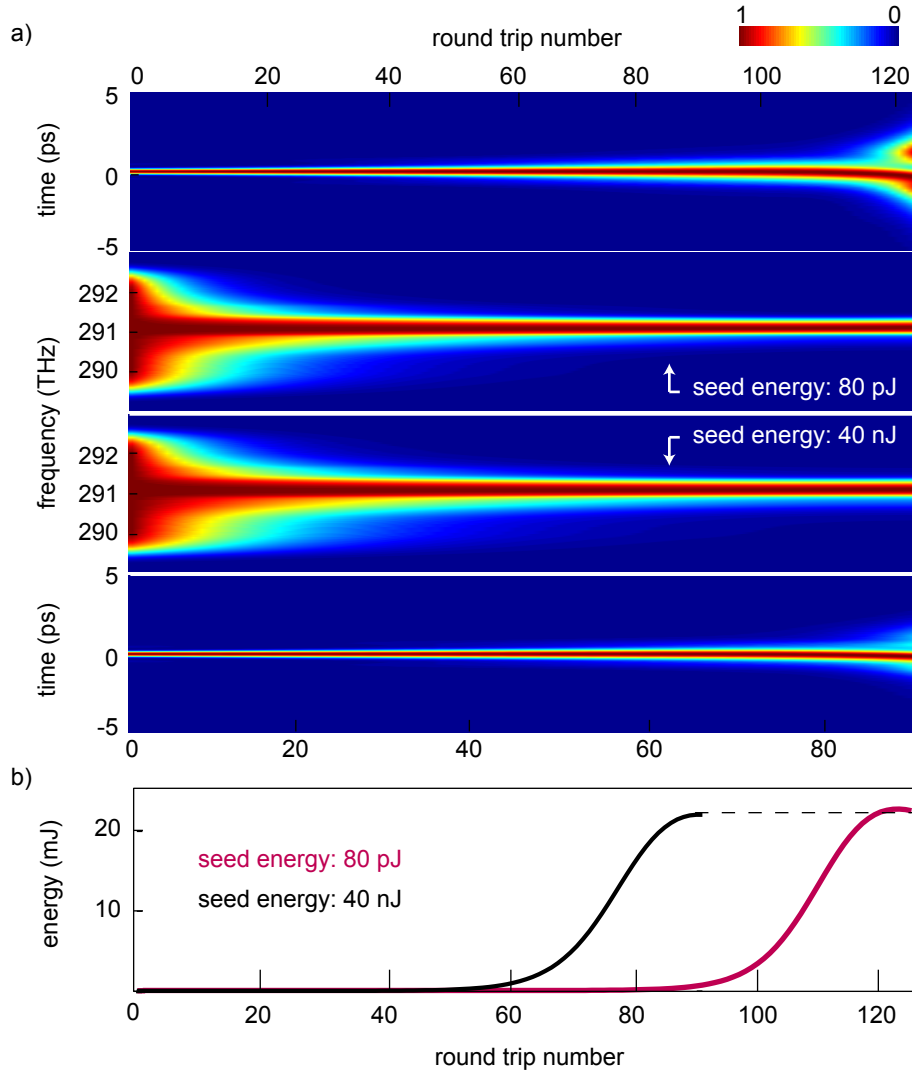 a)
round trip number
1 0
0 20 40 60 80 100 120
5
0
-5
time (ps)
292
291
290
seed energy: 80 pJ
frequency (THz)
seed energy: 40 nJ
292
291
290
5
0
-5
time (ps)
0 20 40 60 80
b)
20
10
energy (mJ)
seed energy: 80 pJ
seed energy: 40 nJ
0 20 40 60 80 100 120
round trip number